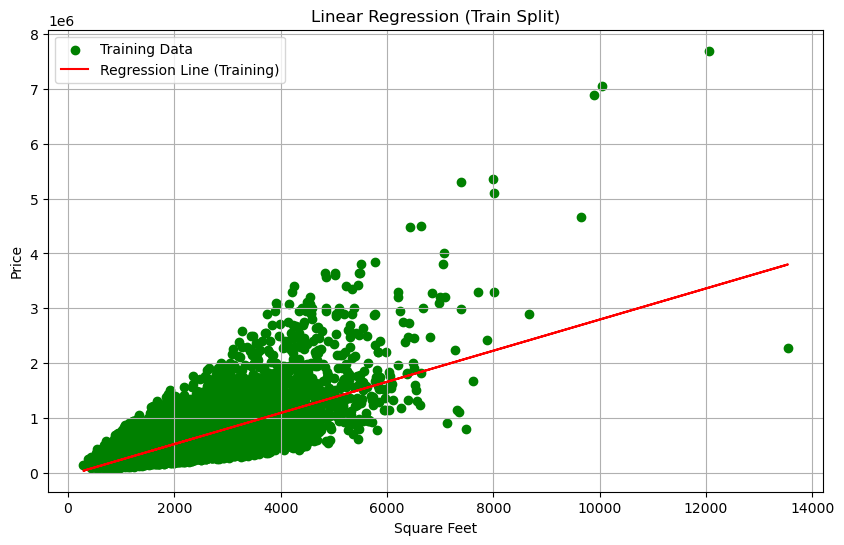 Linear Regression (Train Split)
1e6
8
7
6
5
4
3
2
1
0
Training Data
Regression Line (Training)
Price
0
2000
4000
6000
8000
10000
12000
14000
Square Feet